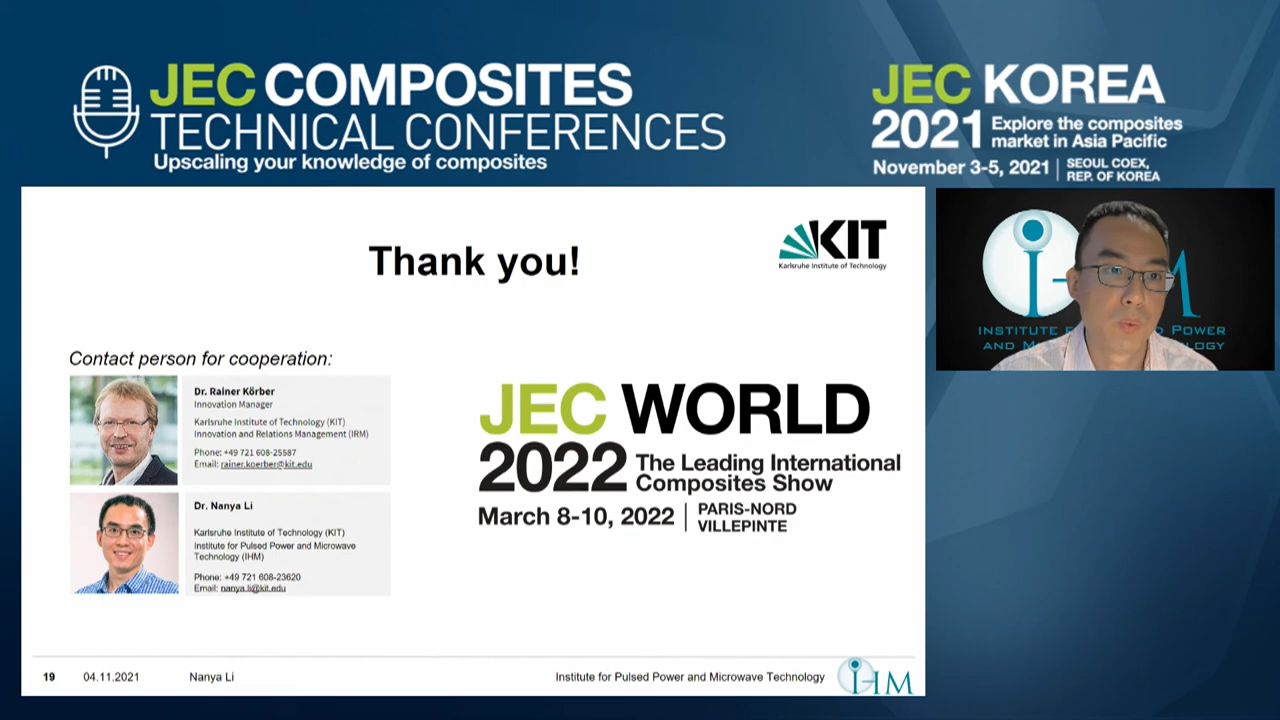 JEC COMPOSITES
TECHNICAL CONFERENCES
Upscaling your knowledge of composites
JEC KOREA
2021 Explore the composites
market in Asia Pacific
November 3-5, 2021 | SEOUL COEX,
REP. OF KOREA
Thank you!
KIT
Karlsruhe Institute of Technology
Contact person for cooperation:
Dr. Rainer Körber
Innovation Manager
Karlsruhe Institute of Technology (KIT)
Innovation and Relations Management (IRM)
Phone: +49 721 608-25587
Email: rainer.koerber@kit.edu
Dr. Nanya Li
Karlsruhe Institute of Technology (KIT)
Institute for Pulsed Power and Microwave
Technology (IHM)
Phone: +49 721 608-23620
Email: nanya.li@kit.edu
JEC WORLD
2022 The Leading International
Composites Show
March 8-10, 2022 | PARIS-NORD
VILLEPINTE
INSTITUTE POWER
AND
19 04.11.2021 Nanya Li Institute for Pulsed Power and Microwave Technology IHM